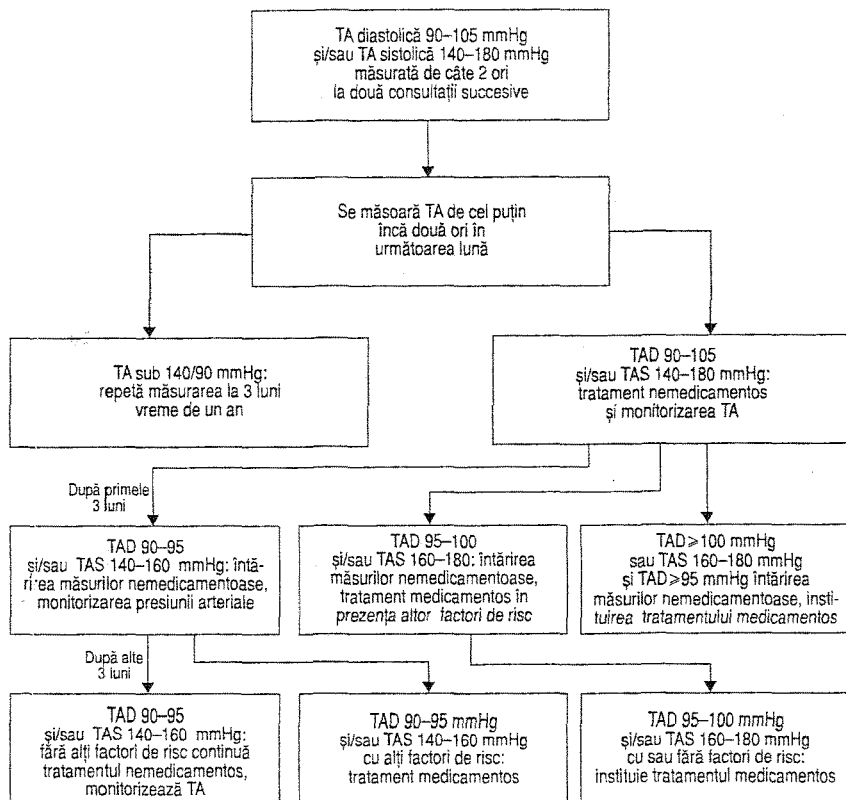 TA diastolică 90–105 mmHg
și/sau TA sistolică 140–180 mmHg
măsurată de câte 2 ori
la două consultații succesive
Se măsoară TA de cel puțin
încă două ori în
următoarea lună
TA sub 140/90 mmHg:
repetă măsurarea la 3 luni
vreme de un an
TAD 90–105
și/sau TAS 140–180 mmHg:
tratament nemedicamentos
și monitorizarea TA
După primele
3 luni
TAD 90–95
și/sau TAS 140–160 mmHg: întă-
rirea măsurilor nemedicamentoase,
monitorizarea presiunii arteriale
TAD 95–100
și/sau TAS 160–180: întărirea
măsurilor nemedicamentoase,
tratament medicamentos în
prezența altor factori de risc
TAD⩾100 mmHg
sau TAS 160–180 mmHg
și TAD⩾95 mmHg întărirea
măsurilor nemedicamentoase, insti-
tuirea tratamentului medicamentos
După alte
3 luni
TAD 90–95
și/sau TAS 140–160 mmHg:
fără alți factori de risc continuă
tratamentul nemedicamentos,
monitorizează TA
TAD 90–95 mmHg
și/sau TAS 140–160 mmHg
cu alți factori de risc:
tratament medicamentos
TAD 95–100 mmHg
și/sau TAS 160–180 mmHg
cu sau fără factori de risc:
instituie tratamentul medicamentos